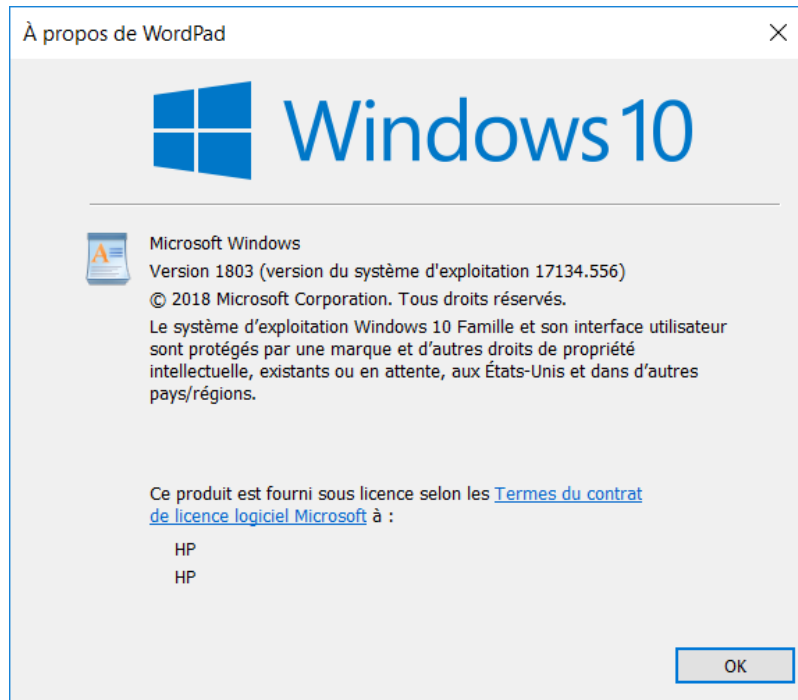 À propos de WordPad
Windows 10
Microsoft Windows
Version 1803 (version du système d'exploitation 17134.556)
© 2018 Microsoft Corporation. Tous droits réservés.
Le système d’exploitation Windows 10 Famille et son interface utilisateur
sont protégés par une marque et d’autres droits de propriété
intellectuelle, existants ou en attente, aux États-Unis et dans d’autres
pays/régions.
Ce produit est fourni sous licence selon les Termes du contrat
de licence logiciel Microsoft à :
HP
HP
OK